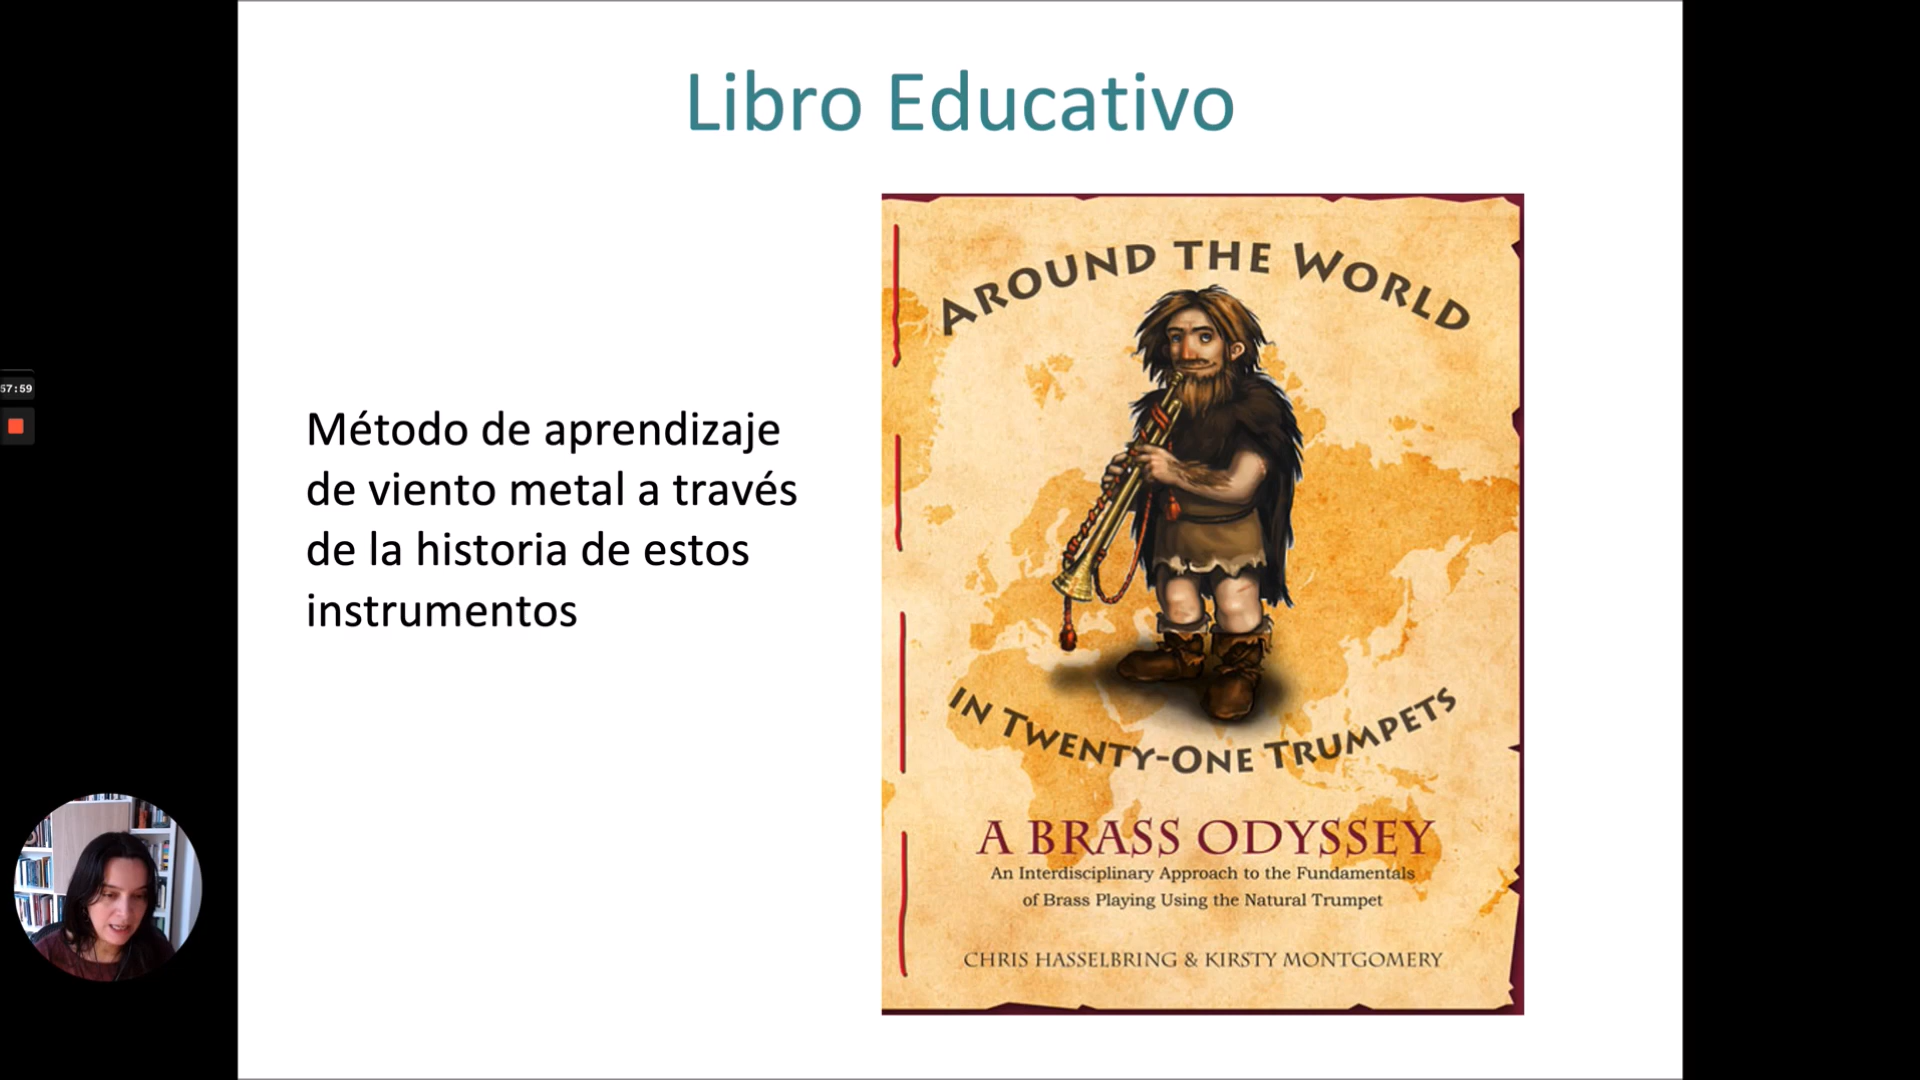 Libro Educativo
Método de aprendizaje
de viento metal a través
de la historia de estos
instrumentos
AROUND THE WORLD
IN TWENTY-ONE TRUMPETS
A BRASS ODYSSEY
An Interdisciplinary Approach to the Fundamentals
of Brass Playing Using the Natural Trumpet
CHRIS HASSELBRING & KIRSTY MONTGOMERY
57:59